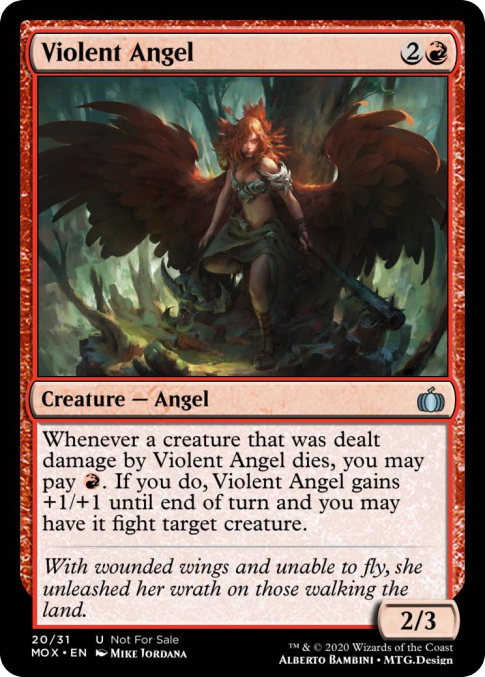 Violent Angel 2
Creature — Angel
Whenever a creature that was dealt
damage by Violent Angel dies, you may
pay . If you do, Violent Angel gains
+1/+1 until end of turn and you may
have it fight target creature.
With wounded wings and unable to fly, she
unleashed her wrath on those walking the
land.
2/3
20/31 U Not For Sale
MOX • EN Mike Jordana
™ & © 2020 Wizards of the Coast
Alberto Bambini • MTG.Design